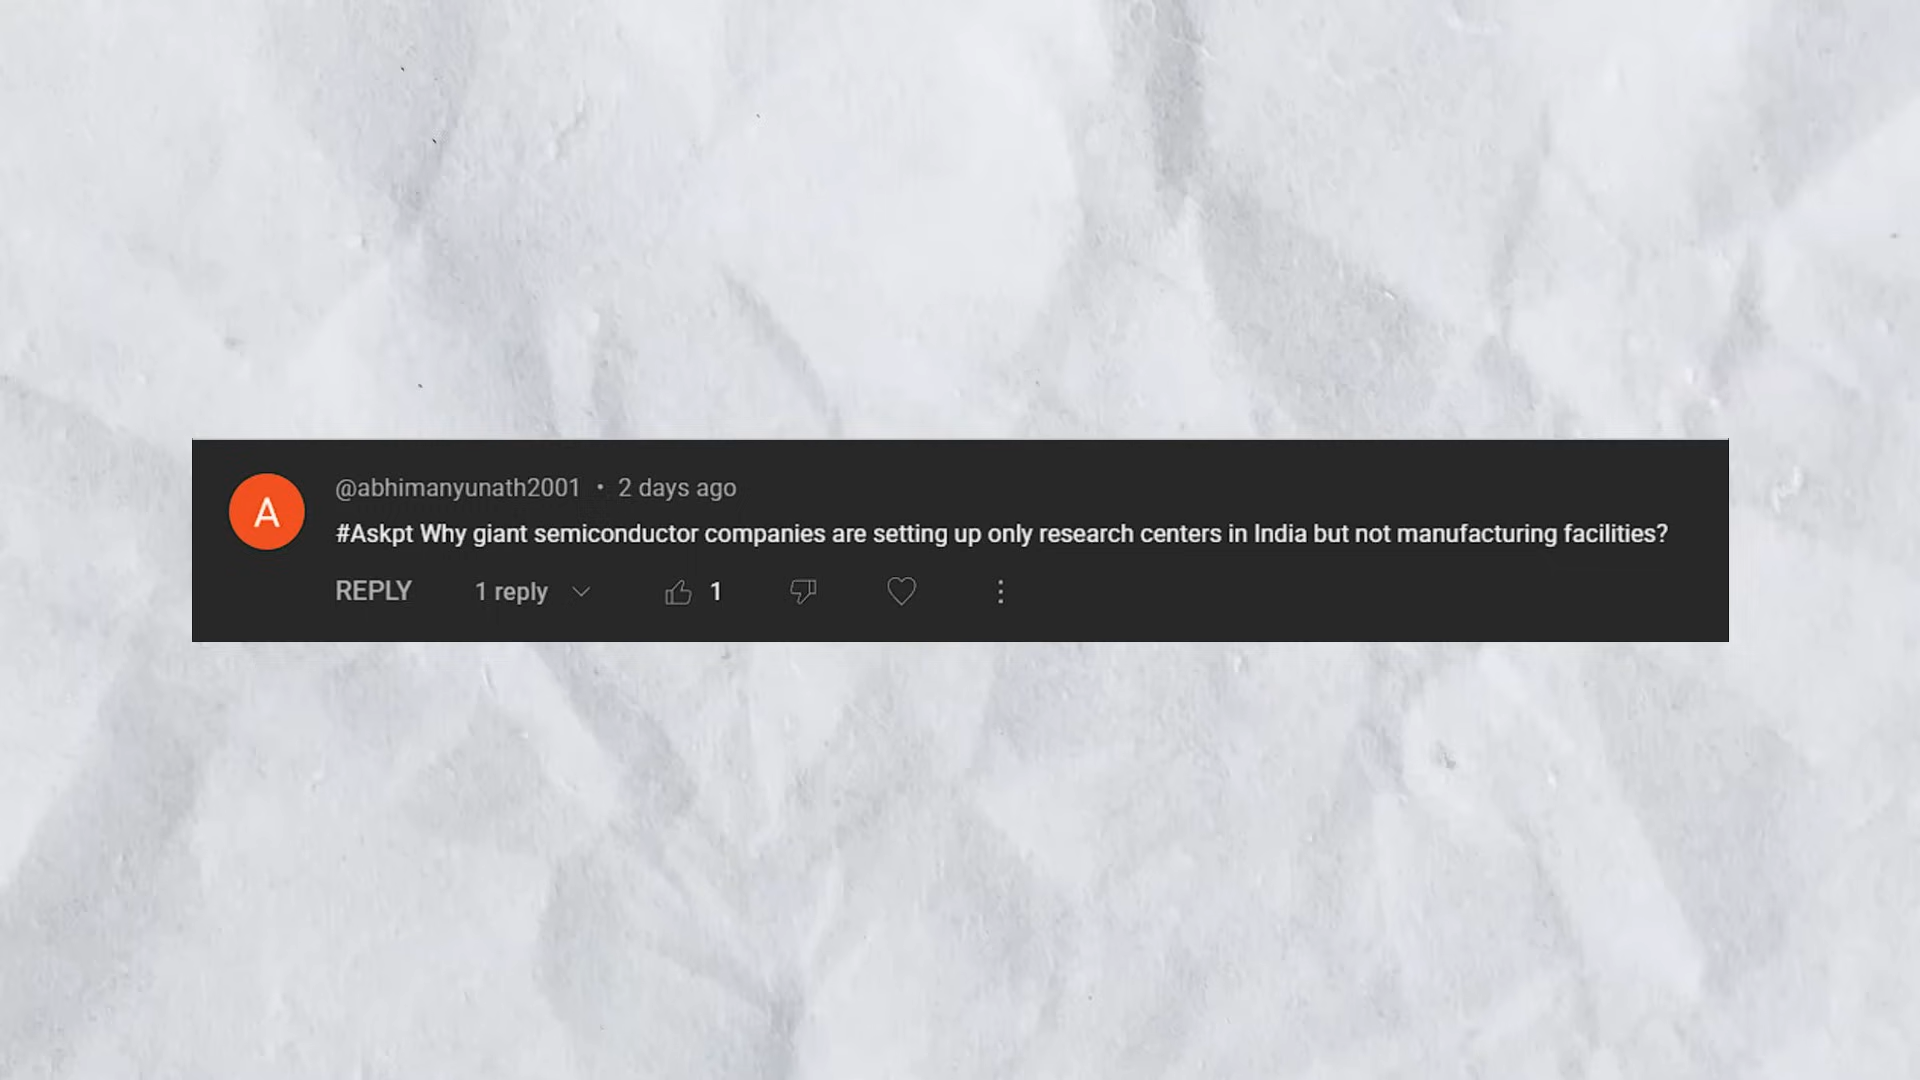 A
@abhimanyunath2001 • 2 days ago
#Askpt Why giant semiconductor companies are setting up only research centers in India but not manufacturing facilities?
REPLY 1 reply 1